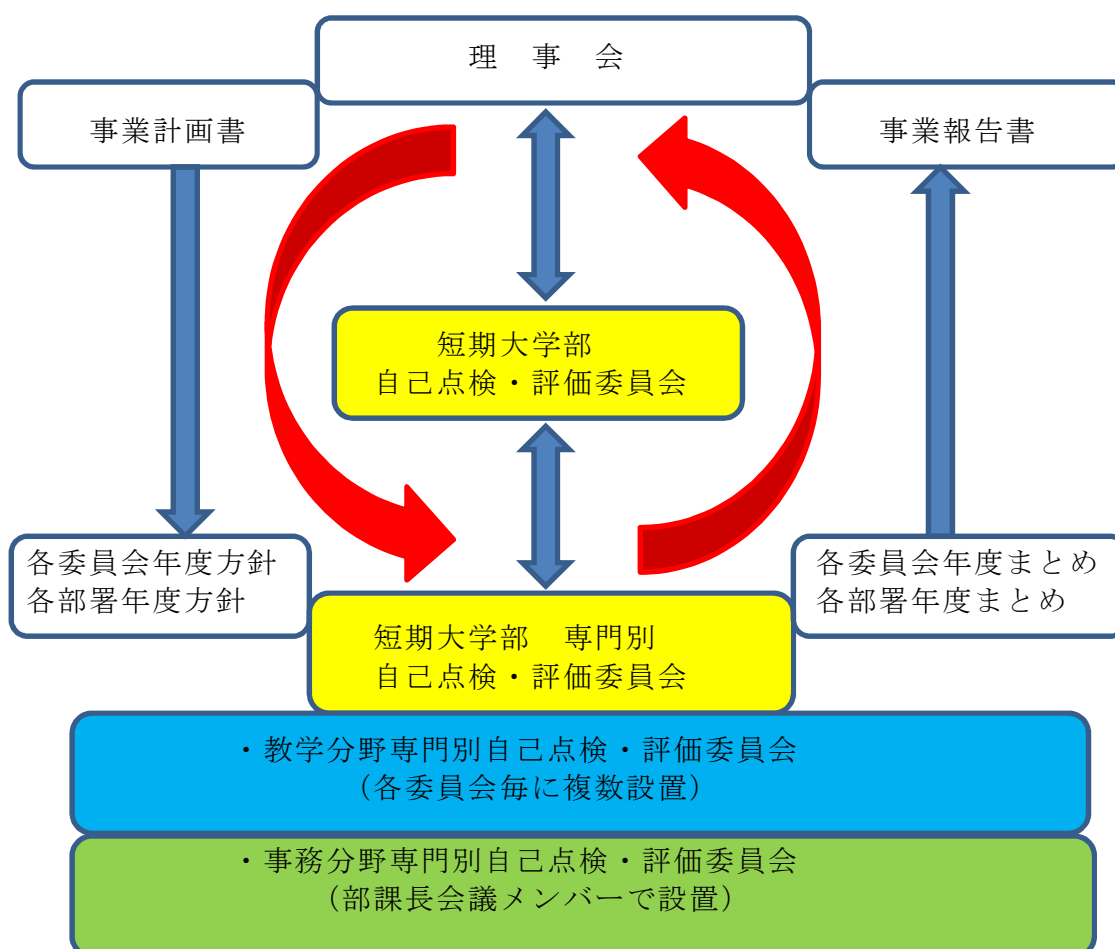 理　事　会
事業計画書
事業報告書
短期大学部
自己点検・評価委員会
各委員会年度方針
各部署年度方針
各委員会年度まとめ
各部署年度まとめ
短期大学部　専門別
自己点検・評価委員会
・教学分野専門別自己点検・評価委員会
（各委員会毎に複数設置）
・事務分野専門別自己点検・評価委員会
（部課長会議メンバーで設置）